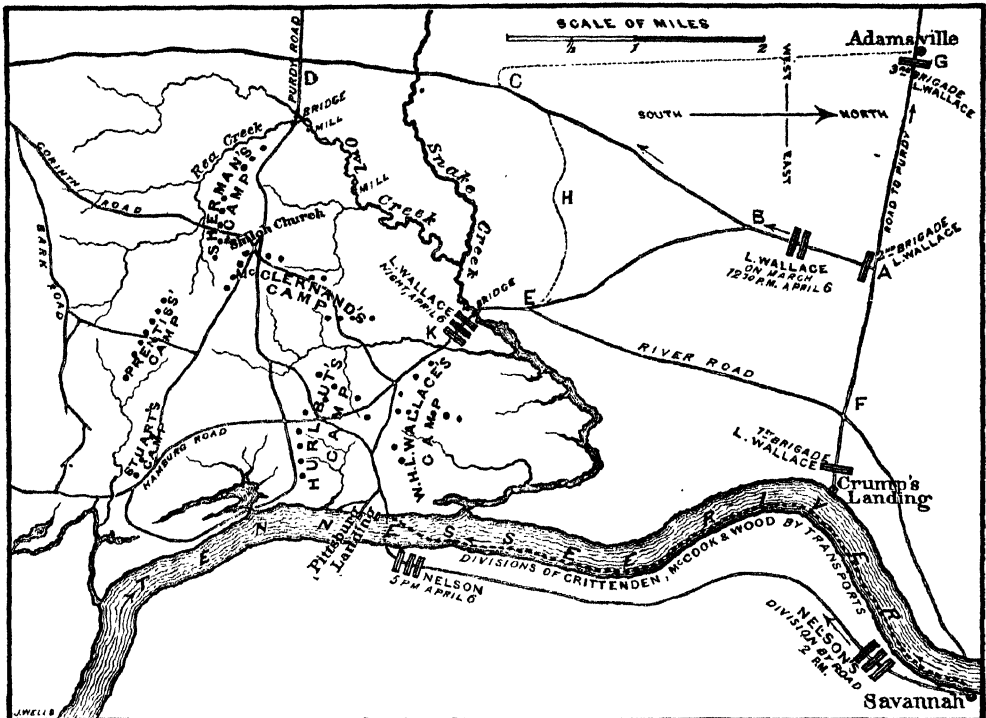 SCALE OF MILES
½ 1 2
Adamsville
G
3RD BRIGADE
L. WALLACE
WEST
EAST
SOUTH
NORTH
PURDY ROAD
D
C
BRIDGE
MILL
Owl
MILL
Creek
Snake
Creek
Rea Creek
SHERMAN'S
CAMP
CORINTH
ROAD
Shiloh Church
H
B
ROAD TO PURDY
2ND BRIGADE
L. WALLACE
A
L. WALLACE
ON MARCH
12 30 P.M. APRIL 6
BARK
ROAD
McCLERNAND'S
CAMP
L. WALLACE
NIGHT, APRIL 6
BRIDGE
E
K
PRENTISS'
CAMP
RIVER ROAD
F
STUART'S
CAMP
HAMBURG ROAD
HURLBUT'S
CAMP
W.H.L. WALLACE'S
CAMP
1ST BRIGADE
L. WALLACE
Crump's
Landing
TENNESSEE RIVER
Pittsburg
Landing
DIVISIONS OF CRITTENDEN, McCOOK & WOOD BY TRANSPORTS
NELSON
5 PM APRIL 6
NELSON'S
DIVISION BY ROAD
2 P.M.
Savannah
J. WELLS